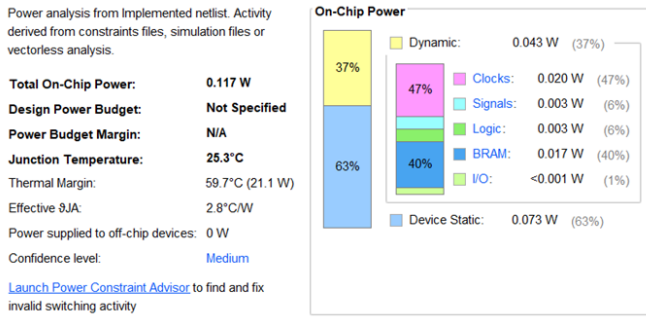 Power analysis from Implemented netlist. Activity
derived from constraints files, simulation files or
vectorless analysis.
Total On-Chip Power: 0.117 W
Design Power Budget: Not Specified
Power Budget Margin: N/A
Junction Temperature: 25.3°C
Thermal Margin: 59.7°C (21.1 W)
Effective ϑJA: 2.8°C/W
Power supplied to off-chip devices: 0 W
Confidence level: Medium
Launch Power Constraint Advisor to find and fix
invalid switching activity
On-Chip Power
Dynamic: 0.043 W (37%)
37%
63%
47%
40%
Clocks: 0.020 W (47%)
Signals: 0.003 W (6%)
Logic: 0.003 W (6%)
BRAM: 0.017 W (40%)
I/O: <0.001 W (1%)
Device Static: 0.073 W (63%)